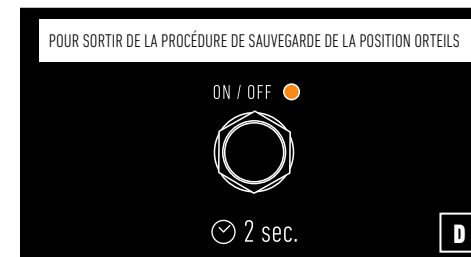 POUR SORTIR DE LA PROCÉDURE DE SAUVEGARDE DE LA POSITION ORTEILS
ON / OFF
2 sec.
D